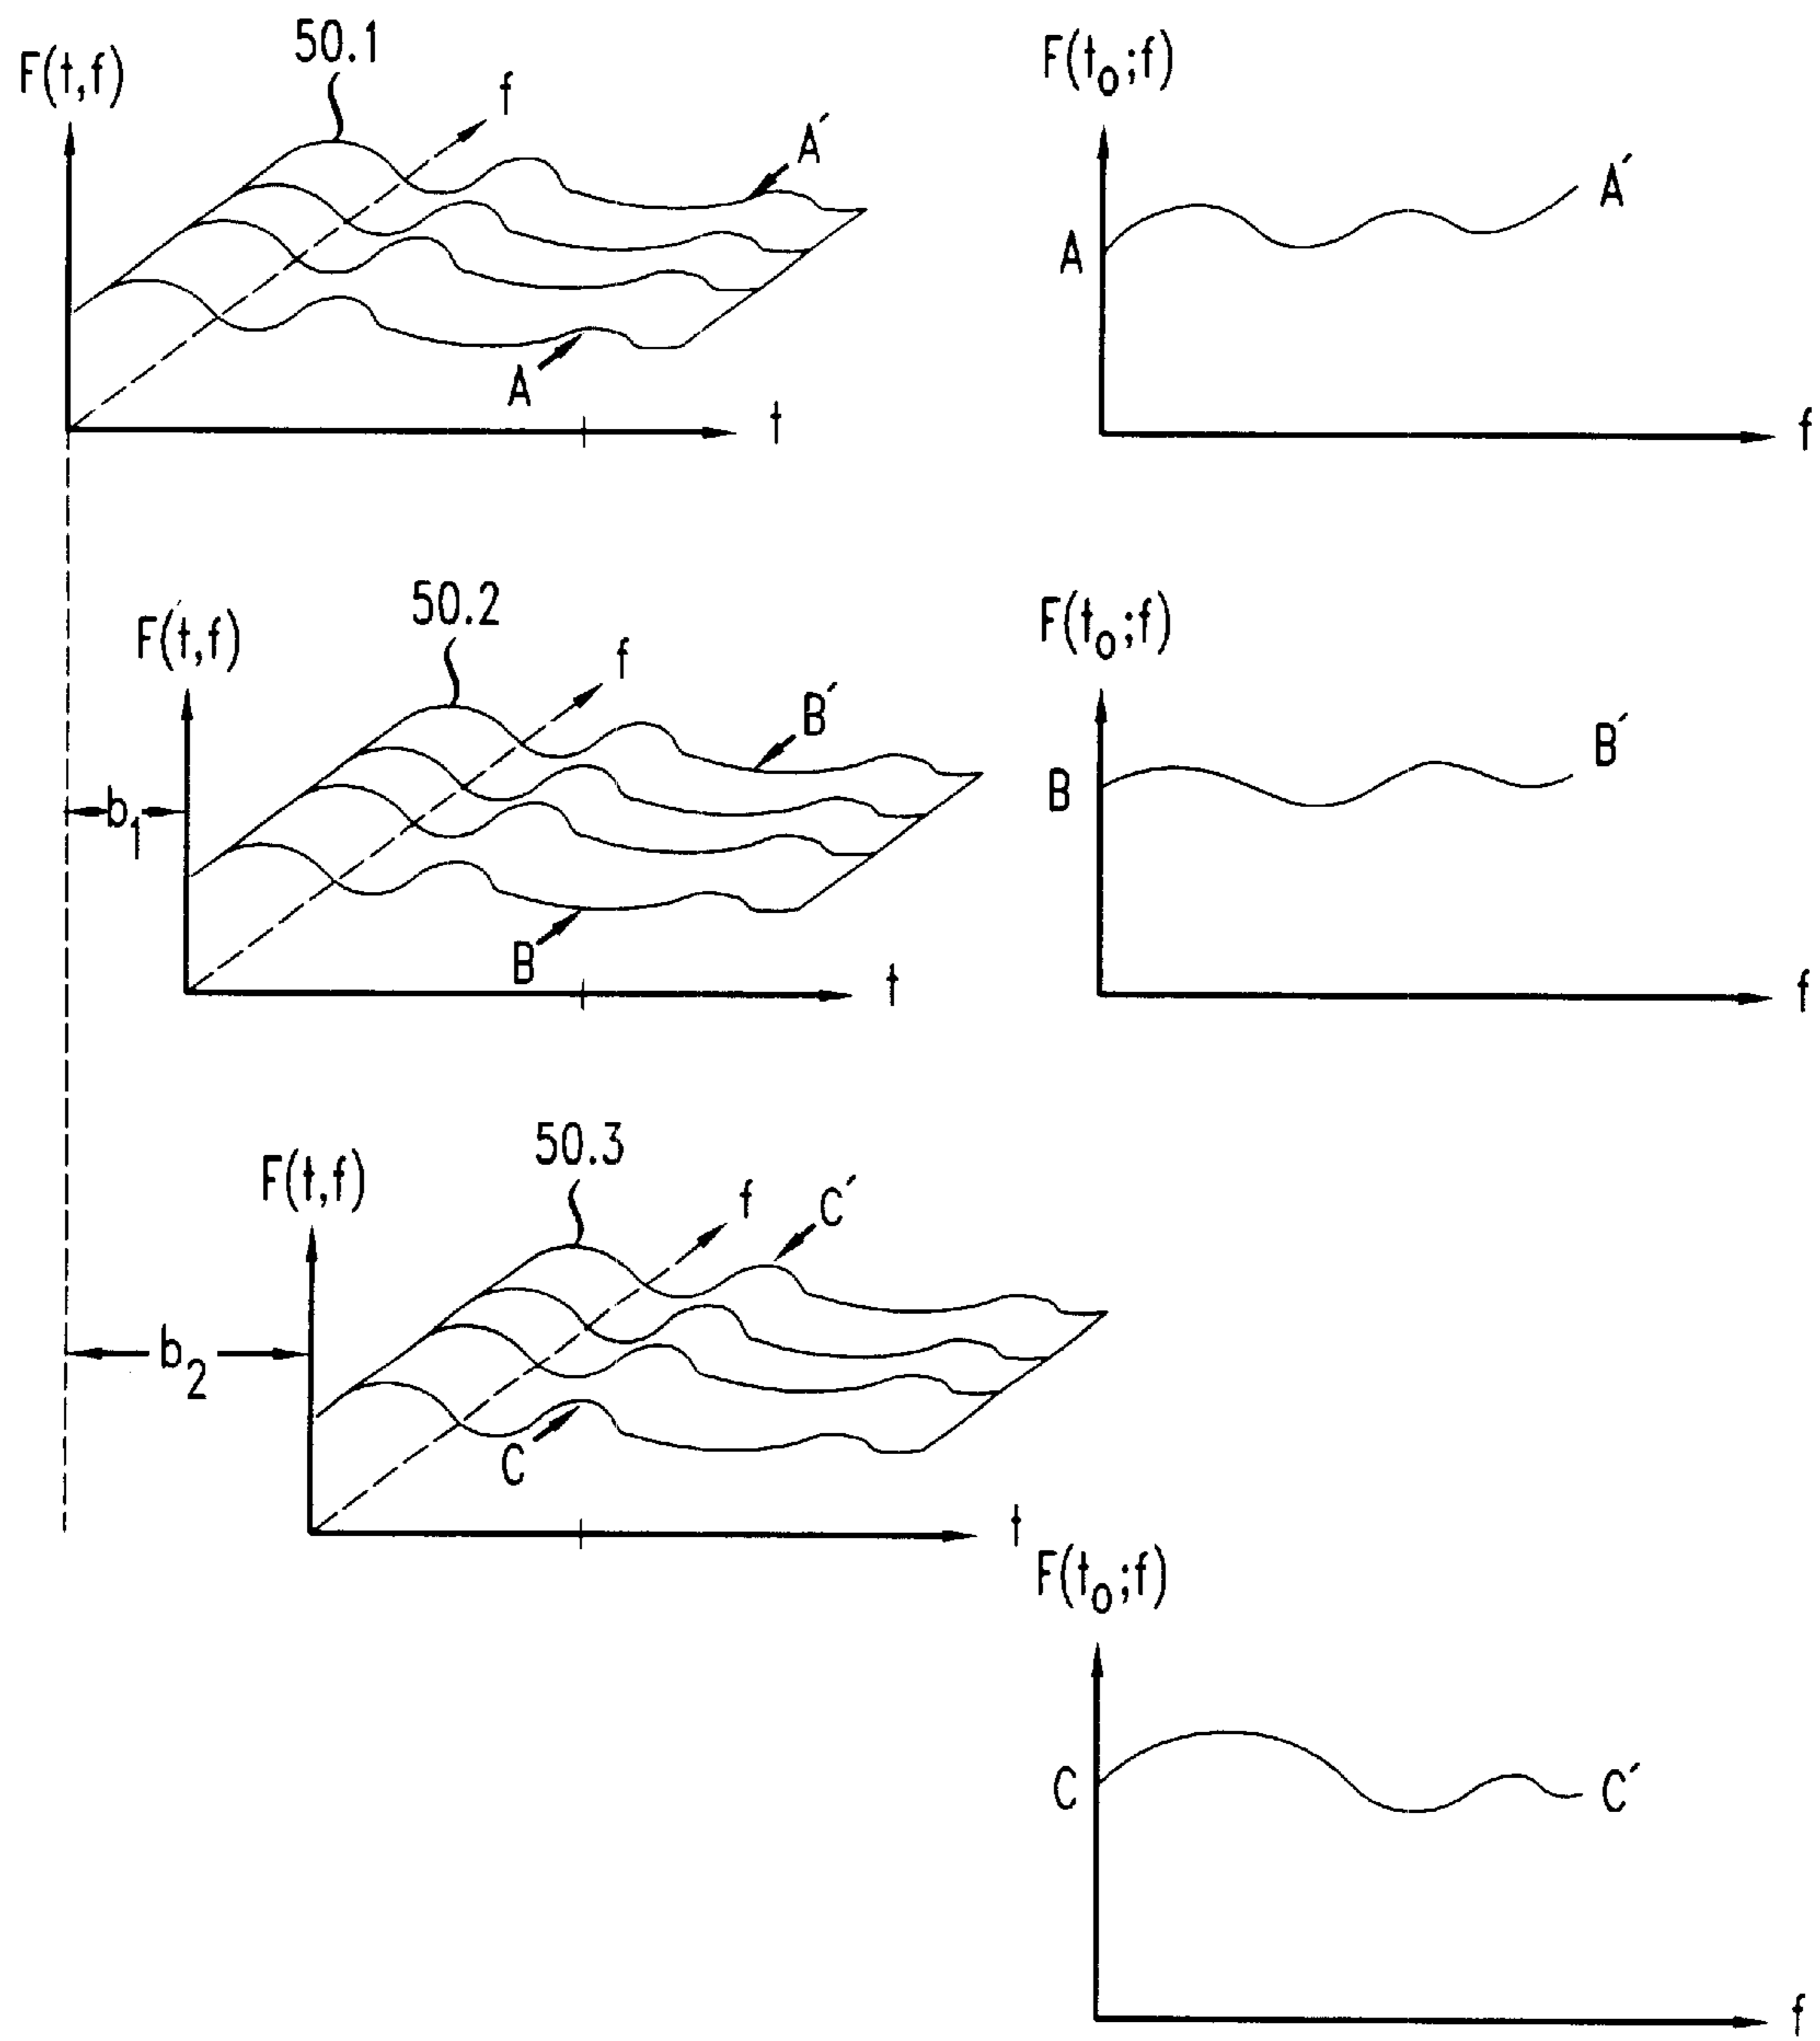 50.1
F(t,f)
f
A′
A
t
F(t₀;f)
A
A′
f
50.2
F(t,f)
f
B′
b₁
B
t
F(t₀;f)
B
B′
f
50.3
F(t,f)
f
C′
b₂
C
t
F(t₀;f)
C
C′
f